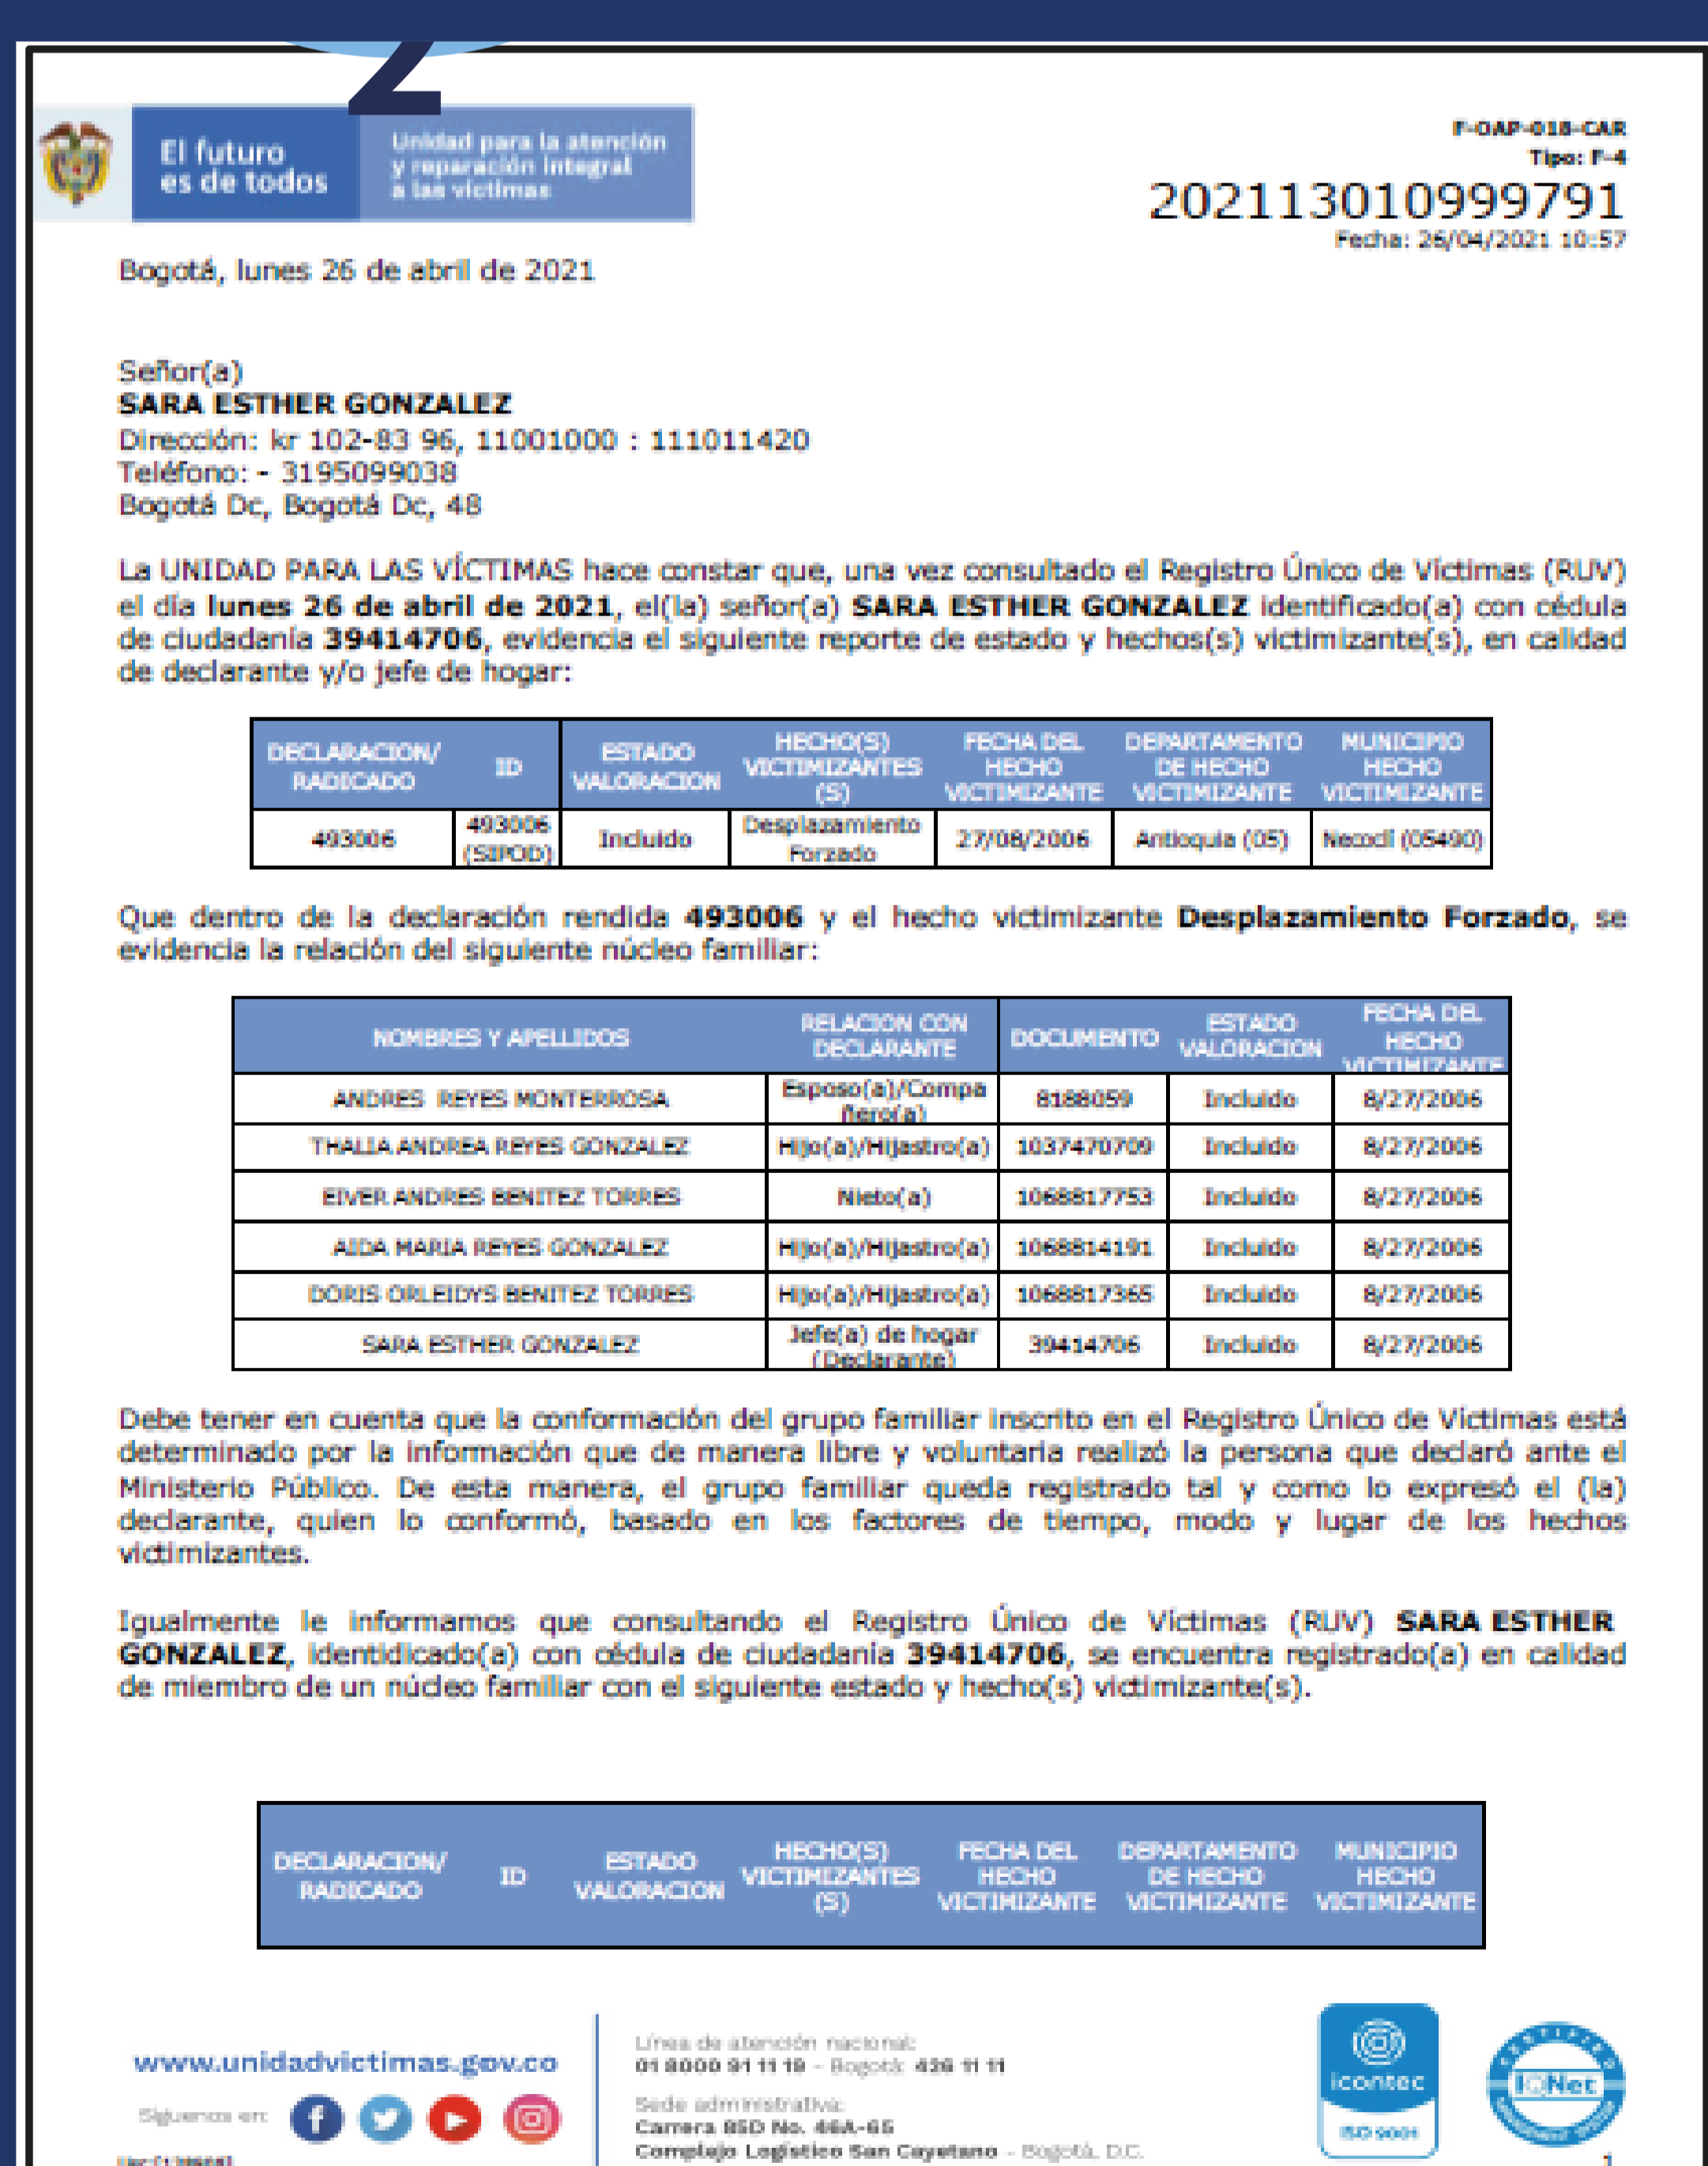 2
El futuro
es de todos
Unidad para la atención
y reparación integral
a las víctimas
F-OAP-018-CAR
Tipo: F-4
202113010999791
Fecha: 26/04/2021 10:57
Bogotá, lunes 26 de abril de 2021
Señor(a)
SARA ESTHER GONZALEZ
Dirección: kr 102-83 96, 11001000 : 111011420
Teléfono: - 3195099038
Bogotá Dc, Bogotá Dc, 48
La UNIDAD PARA LAS VÍCTIMAS hace constar que, una vez consultado el Registro Único de Víctimas (RUV)
el día lunes 26 de abril de 2021, el(la) señor(a) SARA ESTHER GONZALEZ identificado(a) con cédula
de ciudadanía 39414706, evidencia el siguiente reporte de estado y hechos(s) victimizante(s), en calidad
de declarante y/o jefe de hogar:
DECLARACION/ RADICADO ID ESTADO VALORACION HECHO(S) VICTIMIZANTES (S) FECHA DEL HECHO VICTIMIZANTE DEPARTAMENTO DE HECHO VICTIMIZANTE MUNICIPIO HECHO VICTIMIZANTE
493006 493006 (SIPOD) Incluido Desplazamiento Forzado 27/08/2006 Antioquia (05) Necoclí (05490)
Que dentro de la declaración rendida 493006 y el hecho victimizante Desplazamiento Forzado, se
evidencia la relación del siguiente núcleo familiar:
NOMBRES Y APELLIDOS RELACION CON DECLARANTE DOCUMENTO ESTADO VALORACION FECHA DEL HECHO VICTIMIZANTE
ANDRES REYES MONTERROSA Esposo(a)/Compañero(a) 8188059 Incluido 8/27/2006
THALIA ANDREA REYES GONZALEZ Hijo(a)/Hijastro(a) 1037470709 Incluido 8/27/2006
EIVER ANDRES BENITEZ TORRES Nieto(a) 1068817753 Incluido 8/27/2006
AIDA MARIA REYES GONZALEZ Hijo(a)/Hijastro(a) 1068814191 Incluido 8/27/2006
DORIS ORLEIDYS BENITEZ TORRES Hijo(a)/Hijastro(a) 1068817365 Incluido 8/27/2006
SARA ESTHER GONZALEZ Jefe(a) de hogar (Declarante) 39414706 Incluido 8/27/2006
Debe tener en cuenta que la conformación del grupo familiar inscrito en el Registro Único de Víctimas está
determinado por la información que de manera libre y voluntaria realizó la persona que declaró ante el
Ministerio Público. De esta manera, el grupo familiar queda registrado tal y como lo expresó el (la)
declarante, quien lo conformó, basado en los factores de tiempo, modo y lugar de los hechos
victimizantes.
Igualmente le informamos que consultando el Registro Único de Víctimas (RUV) SARA ESTHER
GONZALEZ, identidicado(a) con cédula de ciudadanía 39414706, se encuentra registrado(a) en calidad
de miembro de un núcleo familiar con el siguiente estado y hecho(s) victimizante(s).
DECLARACION/ RADICADO ID ESTADO VALORACION HECHO(S) VICTIMIZANTES (S) FECHA DEL HECHO VICTIMIZANTE DEPARTAMENTO DE HECHO VICTIMIZANTE MUNICIPIO HECHO VICTIMIZANTE
www.unidadvictimas.gov.co
Síguenos en:
Línea de atención nacional:
01 8000 91 11 19 - Bogotá: 426 11 11
Sede administrativa:
Carrera 85D No. 46A-65
Complejo Logístico San Cayetano - Bogotá, D.C.
icontec
ISO 9001
CERTIFIED
IQNet
MANAGEMENT SYSTEM
1